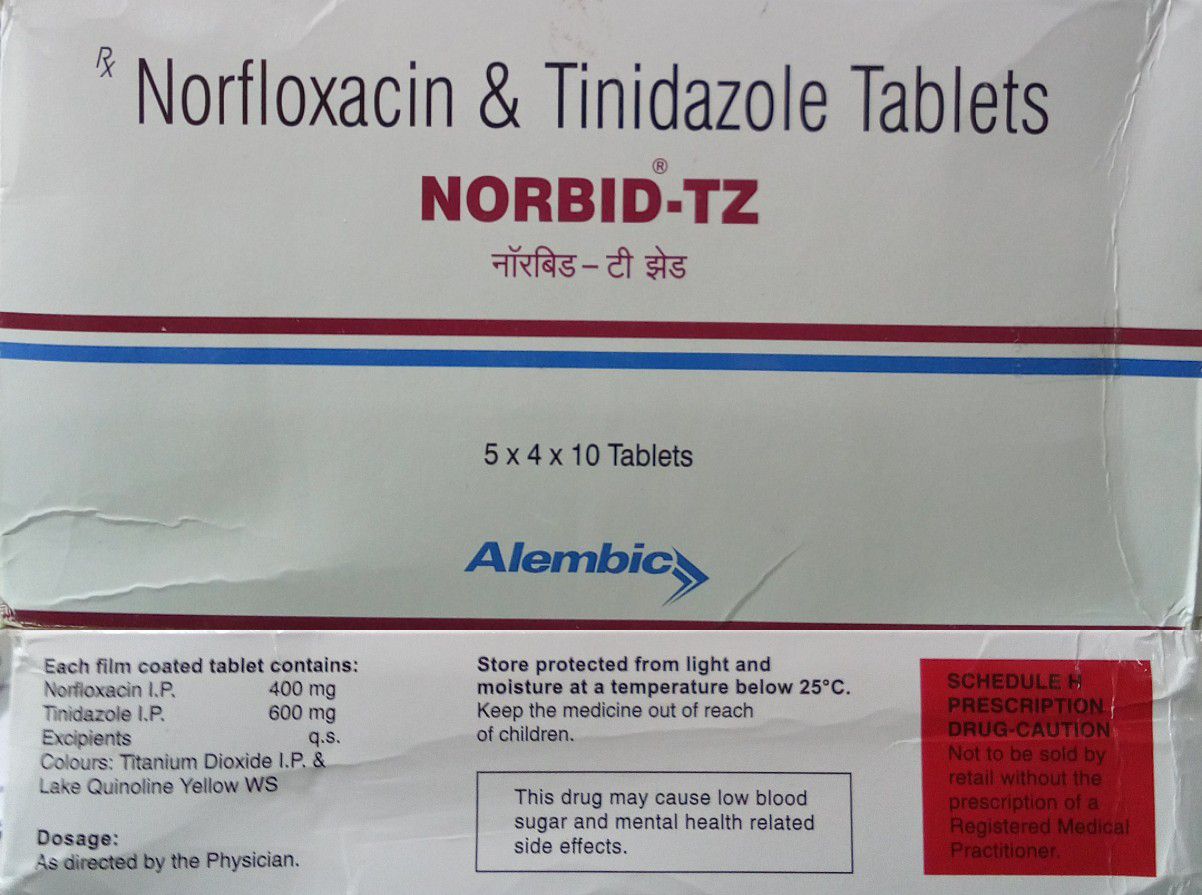 Rx Norfloxacin & Tinidazole Tablets
NORBID®-TZ
नॉरबिड – टी झेड
5 x 4 x 10 Tablets
Alembic
Each film coated tablet contains:
Norfloxacin I.P. 400 mg
Tinidazole I.P. 600 mg
Excipients q.s.
Colours: Titanium Dioxide I.P. &
Lake Quinoline Yellow WS
Dosage:
As directed by the Physician.
Store protected from light and
moisture at a temperature below 25°C.
Keep the medicine out of reach
of children.
This drug may cause low blood
sugar and mental health related
side effects.
SCHEDULE H
PRESCRIPTION
DRUG-CAUTION
Not to be sold by
retail without the
prescription of a
Registered Medical
Practitioner.